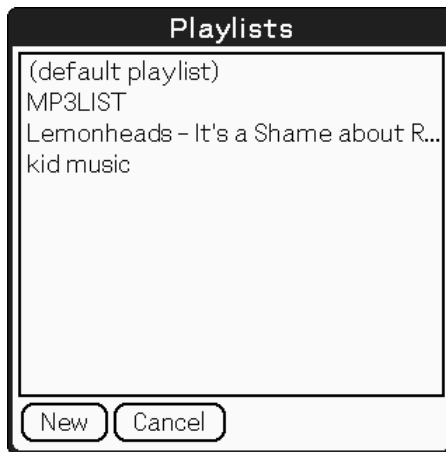 Playlists
(default playlist)
MP3LIST
Lemonheads - It's a Shame about R...
kid music
New
Cancel